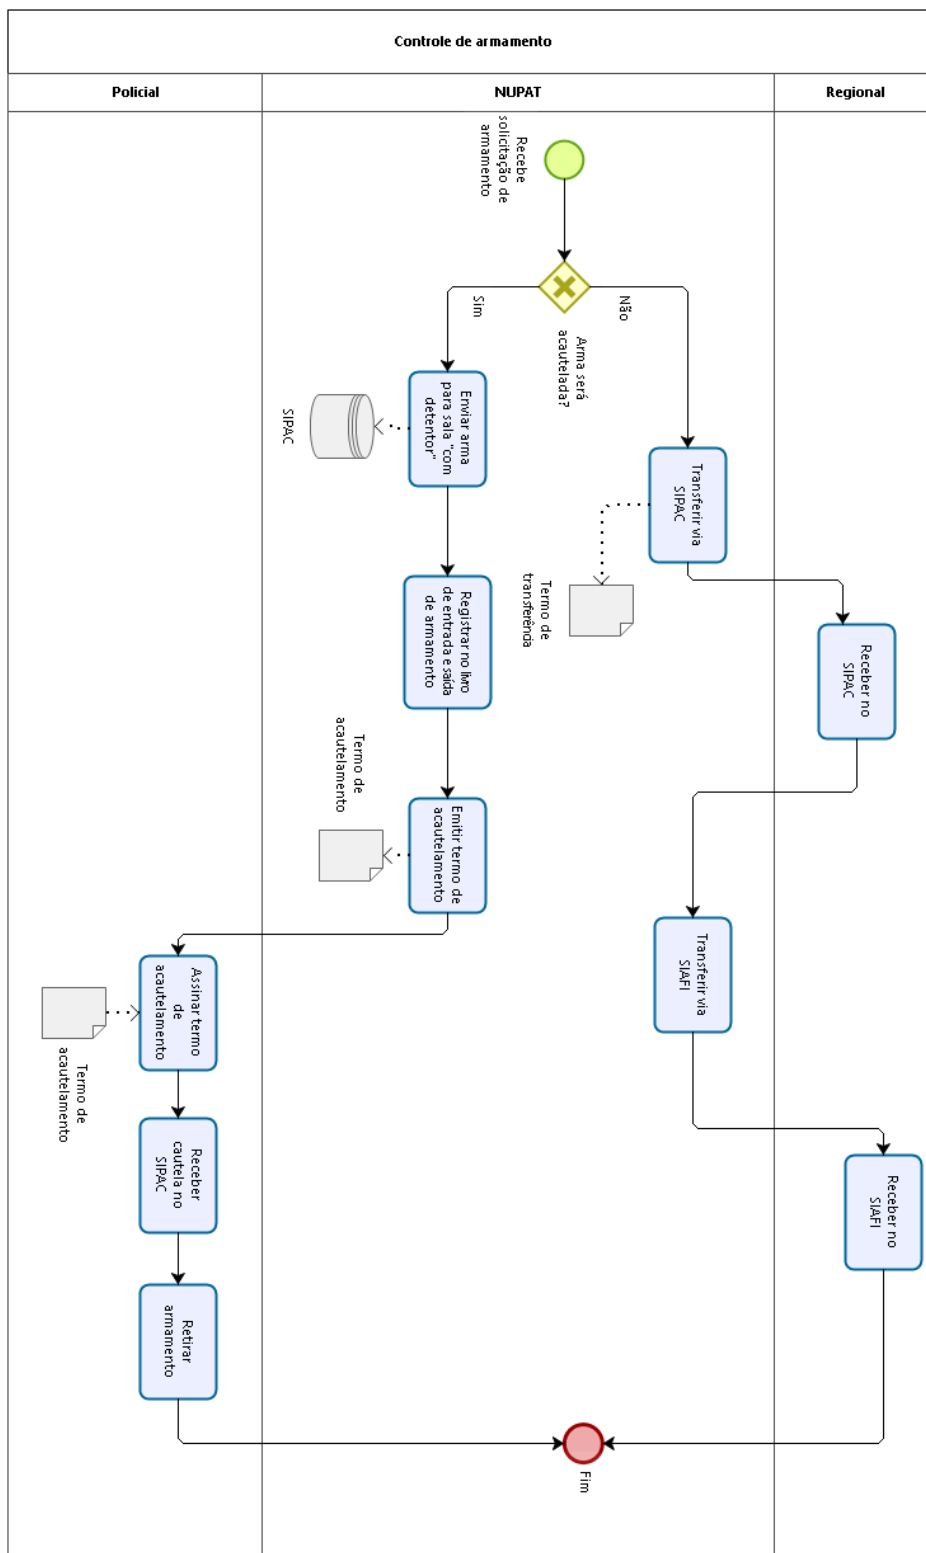 Controle de armamento
Policial
NUPAT
Regional
Recebe
solicitação de
armamento
Arma será
acautelada?
Não
Sim
Transferir via
SIPAC
Termo de
transferência
Receber no
SIPAC
Transferir via
SIAFI
Receber no
SIAFI
Enviar arma
para sala "com
detentor"
SIPAC
Registrar no livro
de entrada e saída
de armamento
Emitir termo de
acautelamento
Termo de
acautelamento
Assinar termo
de
acautelamento
Termo de
acautelamento
Receber
cautela no
SIPAC
Retirar
armamento
Fim